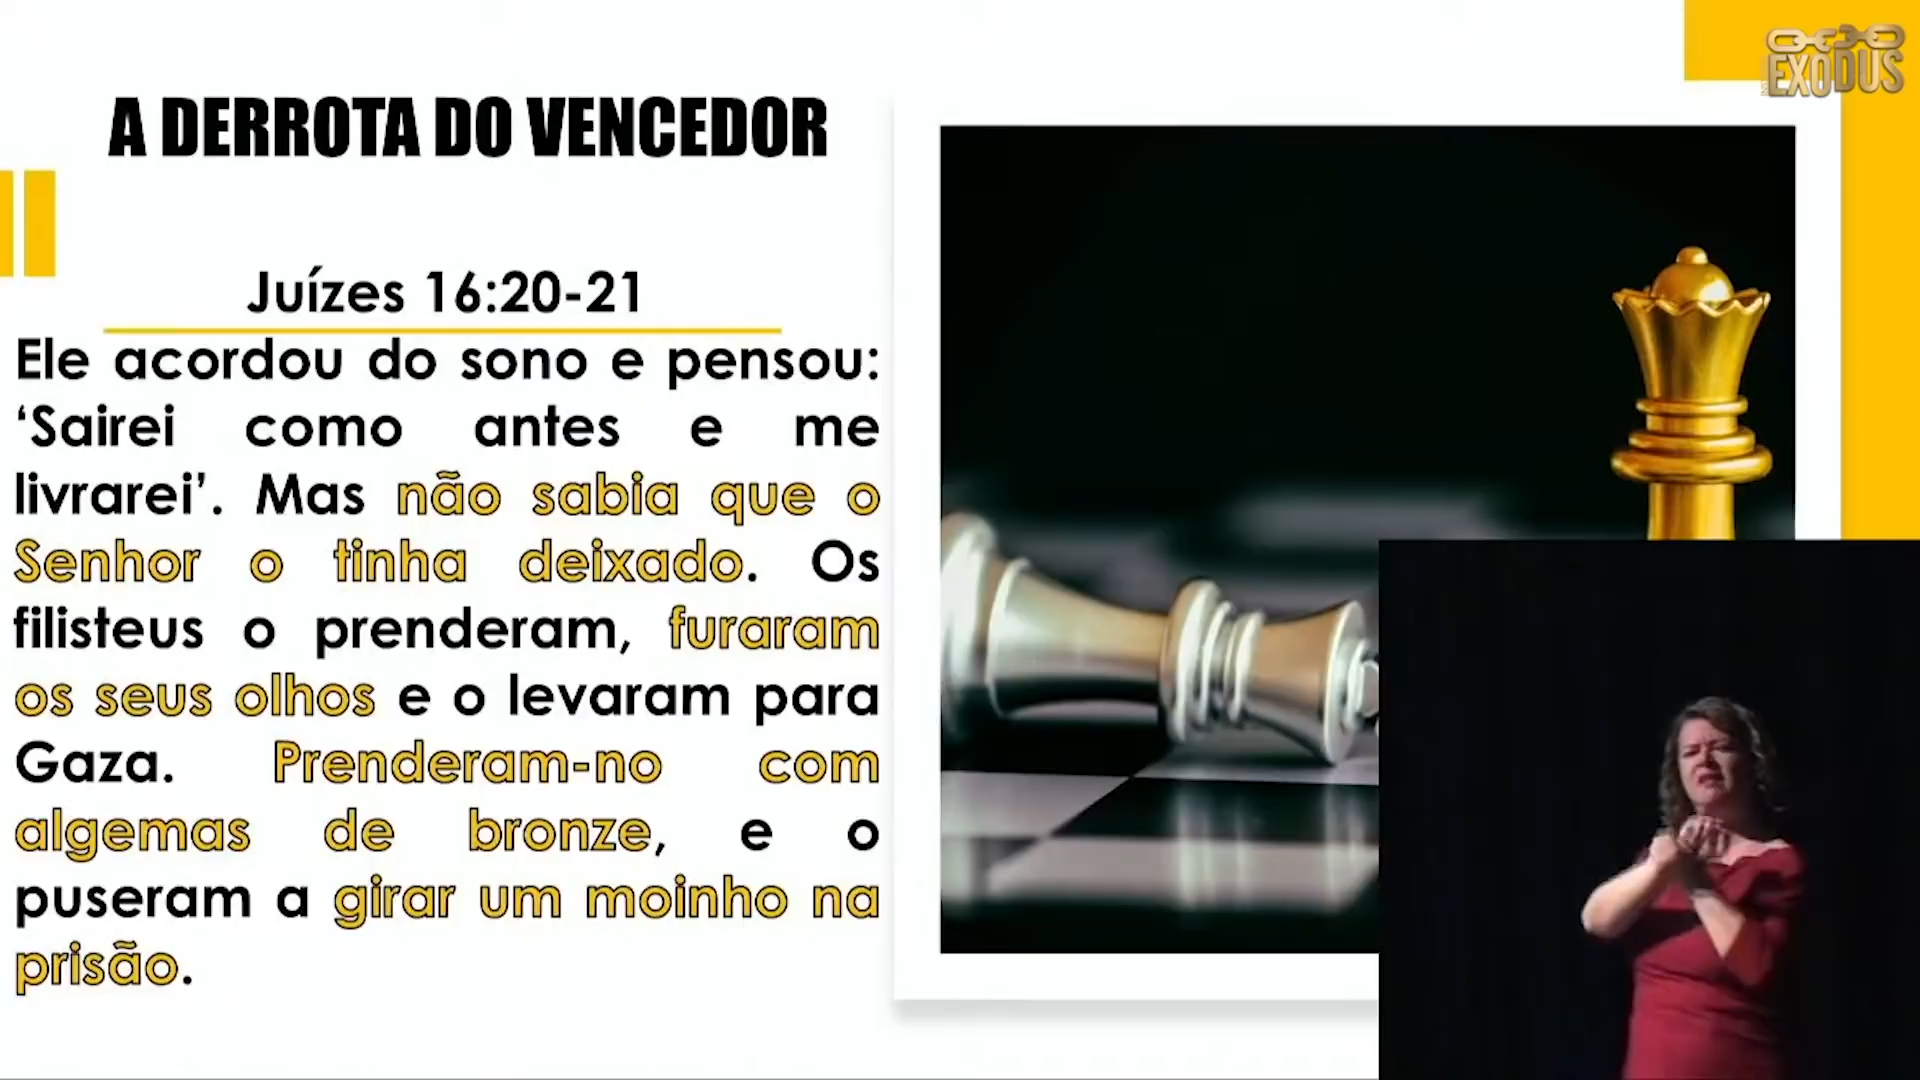 EXODUS
A DERROTA DO VENCEDOR
Juízes 16:20-21
Ele acordou do sono e pensou:
‘Sairei como antes e me
livrarei’. Mas não sabia que o
Senhor o tinha deixado. Os
filisteus o prenderam, furaram
os seus olhos e o levaram para
Gaza. Prenderam-no com
algemas de bronze, e o
puseram a girar um moinho na
prisão.